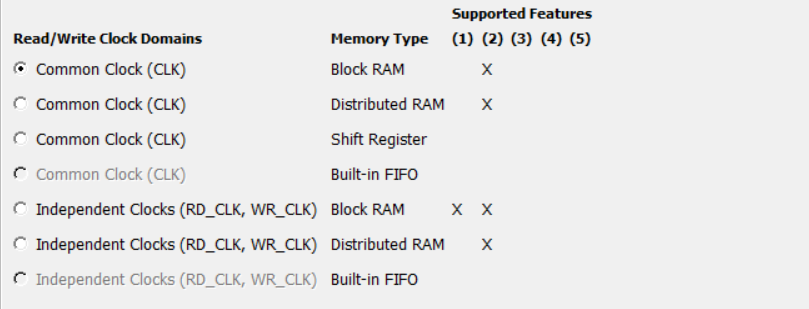 Supported Features
Read/Write Clock Domains Memory Type (1) (2) (3) (4) (5)
Common Clock (CLK) Block RAM X
Common Clock (CLK) Distributed RAM X
Common Clock (CLK) Shift Register
Common Clock (CLK) Built-in FIFO
Independent Clocks (RD_CLK, WR_CLK) Block RAM X X
Independent Clocks (RD_CLK, WR_CLK) Distributed RAM X
Independent Clocks (RD_CLK, WR_CLK) Built-in FIFO